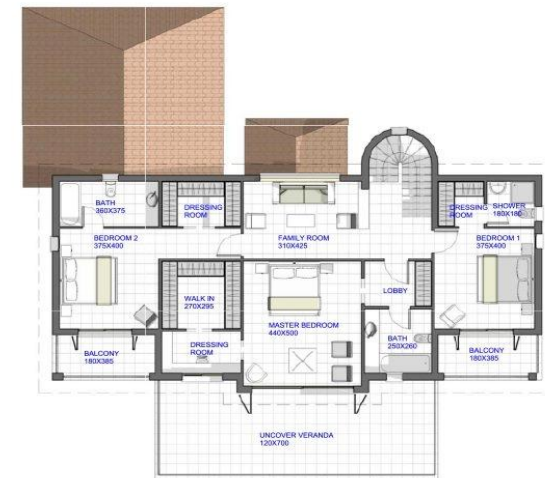 BATH
360X375
DRESSING
ROOM
DRESSING
ROOM
SHOWER
180X180
BEDROOM 2
375X400
FAMILY ROOM
310X425
BEDROOM 1
375X400
WALK IN
270X295
LOBBY
MASTER BEDROOM
440X500
BALCONY
180X385
DRESSING
ROOM
BATH
250X260
BALCONY
180X385
UNCOVER VERANDA
120X700